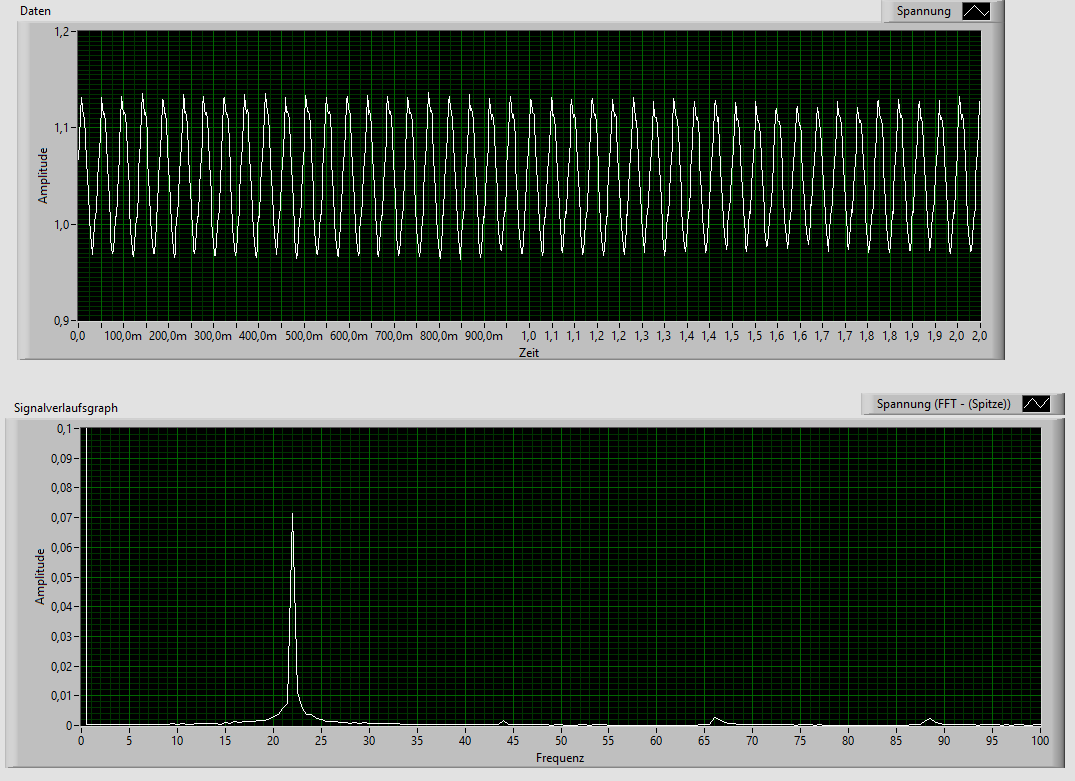 Daten
Spannung
1,2
1,1
1,0
0,9
Amplitude
0,0 100,0m 200,0m 300,0m 400,0m 500,0m 600,0m 700,0m 800,0m 900,0m 1,0 1,1 1,1 1,2 1,2 1,3 1,3 1,4 1,4 1,5 1,5 1,6 1,6 1,7 1,7 1,8 1,8 1,9 1,9 2,0 2,0
Zeit
Signalverlaufsgraph
Spannung (FFT - (Spitze))
0,1
0,09
0,08
0,07
0,06
0,05
0,04
0,03
0,02
0,01
0
Amplitude
0 5 10 15 20 25 30 35 40 45 50 55 60 65 70 75 80 85 90 95 100
Frequenz